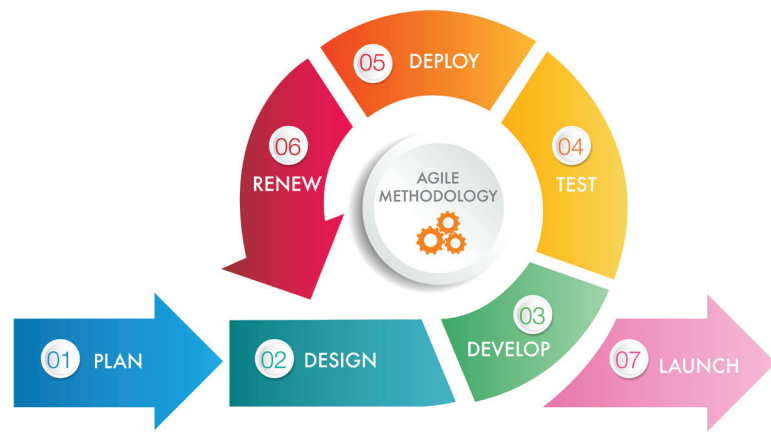 01 PLAN
02 DESIGN
03
DEVELOP
04
TEST
05 DEPLOY
06
RENEW
07 LAUNCH
AGILE
METHODOLOGY